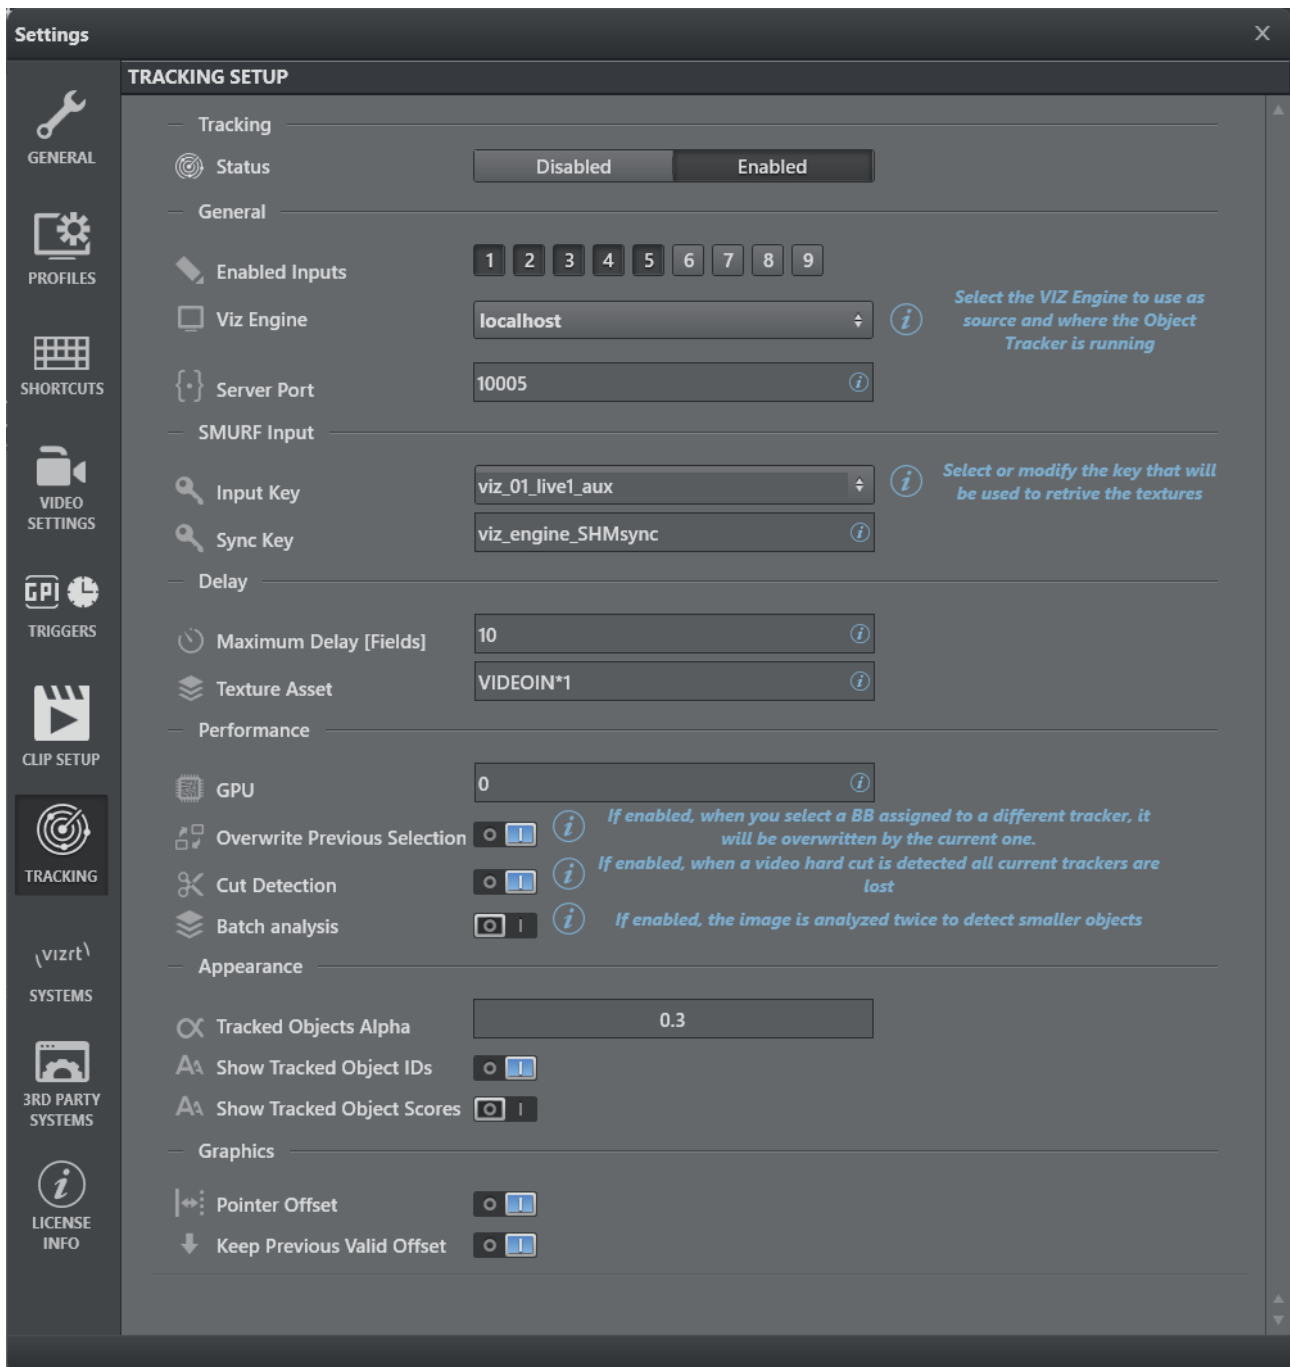 Settings
X
TRACKING SETUP
GENERAL
PROFILES
SHORTCUTS
VIDEO
SETTINGS
GPI
TRIGGERS
CLIP SETUP
TRACKING
vizrt
SYSTEMS
3RD PARTY
SYSTEMS
LICENSE
INFO
Tracking
Status
Disabled
Enabled
General
Enabled Inputs
1 2 3 4 5 6 7 8 9
Viz Engine
localhost
Select the VIZ Engine to use as
source and where the Object
Tracker is running
Server Port
10005
SMURF Input
Input Key
viz_01_live1_aux
Select or modify the key that will
be used to retrive the textures
Sync Key
viz_engine_SHMsync
Delay
Maximum Delay [Fields]
10
Texture Asset
VIDEOIN*1
Performance
GPU
0
Overwrite Previous Selection
If enabled, when you select a BB assigned to a different tracker, it
will be overwritten by the current one.
Cut Detection
If enabled, when a video hard cut is detected all current trackers are
lost
Batch analysis
If enabled, the image is analyzed twice to detect smaller objects
Appearance
Tracked Objects Alpha
0.3
Show Tracked Object IDs
Show Tracked Object Scores
Graphics
Pointer Offset
Keep Previous Valid Offset